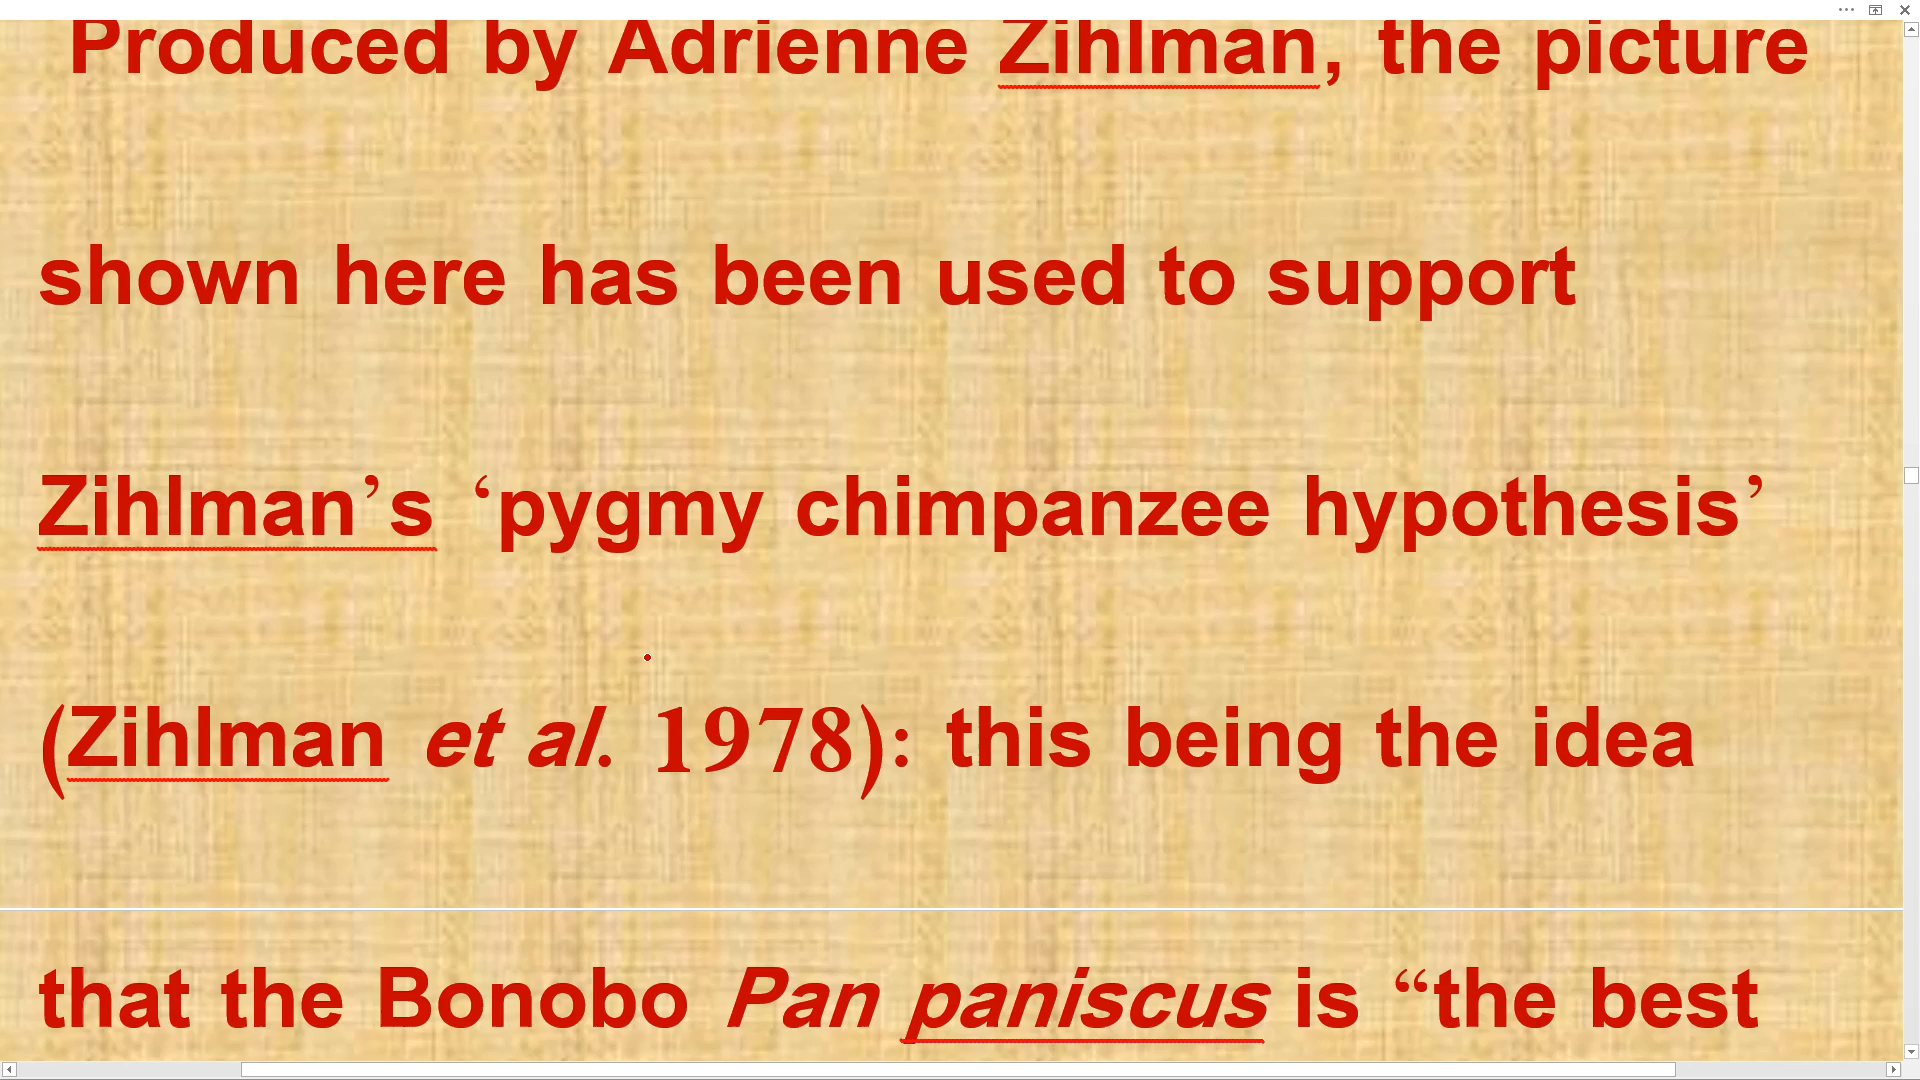 Produced by Adrienne Zihlman, the picture
shown here has been used to support
Zihlman’s ‘pygmy chimpanzee hypothesis’
(Zihlman et al. 1978): this being the idea
that the Bonobo Pan paniscus is “the best